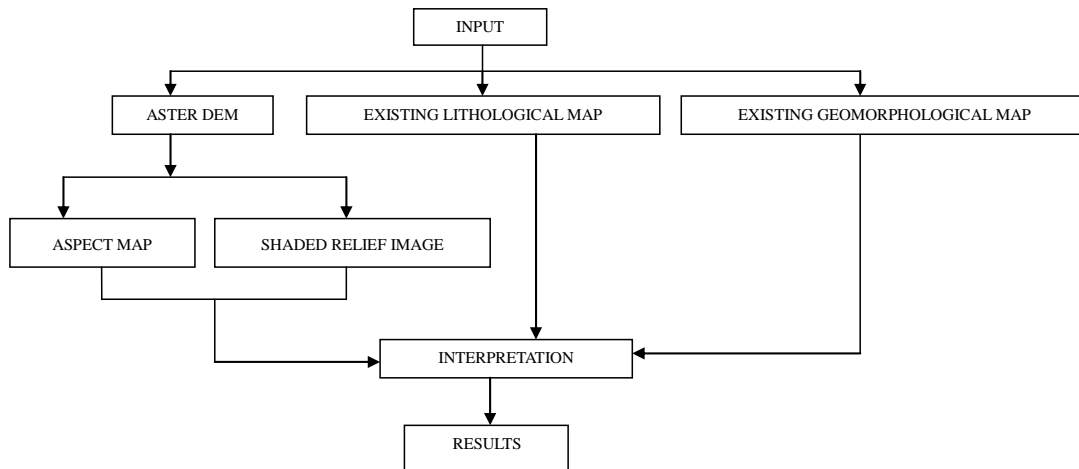 INPUT
ASTER DEM
EXISTING LITHOLOGICAL MAP
EXISTING GEOMORPHOLOGICAL MAP
ASPECT MAP
SHADED RELIEF IMAGE
INTERPRETATION
RESULTS